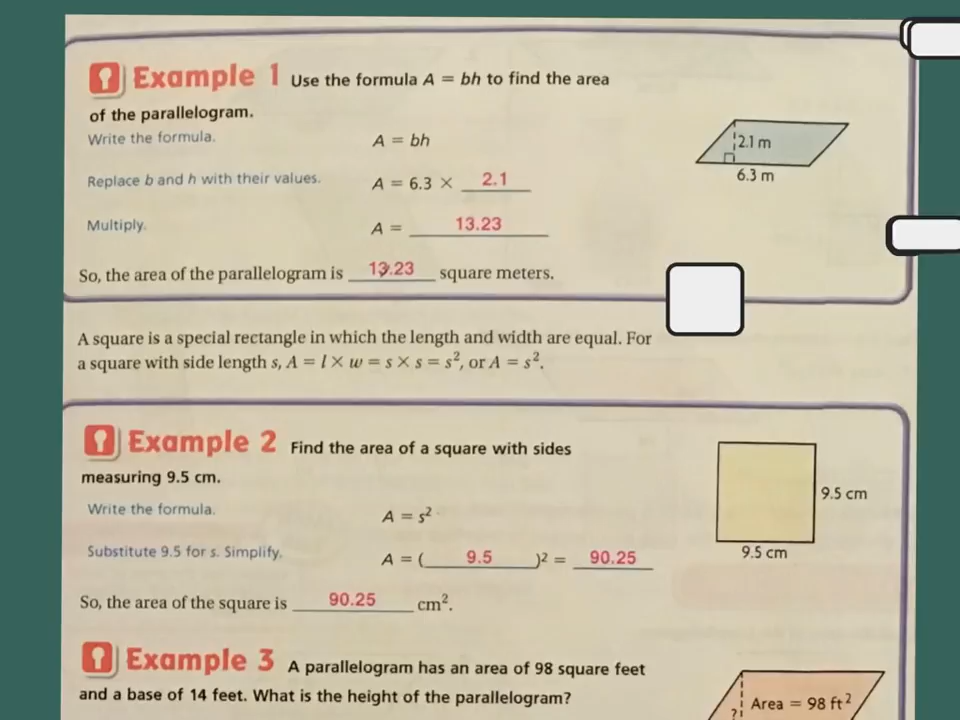 Example 1 Use the formula A = bh to find the area
of the parallelogram.
Write the formula. A = bh
2.1 m
6.3 m
Replace b and h with their values. A = 6.3 × 2.1
Multiply. A = 13.23
So, the area of the parallelogram is 13.23 square meters.
A square is a special rectangle in which the length and width are equal. For
a square with side length s, A = l × w = s × s = s², or A = s².
Example 2 Find the area of a square with sides
measuring 9.5 cm.
9.5 cm
9.5 cm
Write the formula. A = s²
Substitute 9.5 for s. Simplify. A = ( 9.5 )² = 90.25
So, the area of the square is 90.25 cm².
Example 3 A parallelogram has an area of 98 square feet
and a base of 14 feet. What is the height of the parallelogram?
Area = 98 ft²
?